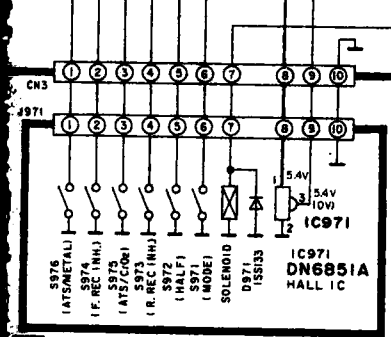 CN3
1 2 3 4 5 6 7 8 9 10
J971
1 2 3 4 5 6 7 8 9 10
1
5.4V
3
5.4V
(0V)
2
IC971
S976
(ATS/METAL)
S974
(F. REC INH.)
S975
(ATS/CrO2)
S973
(R. REC INH)
S972
(HALF)
S971
(MODE)
SOLENOID
D971
1SS133
IC971
DN6851A
HALL IC